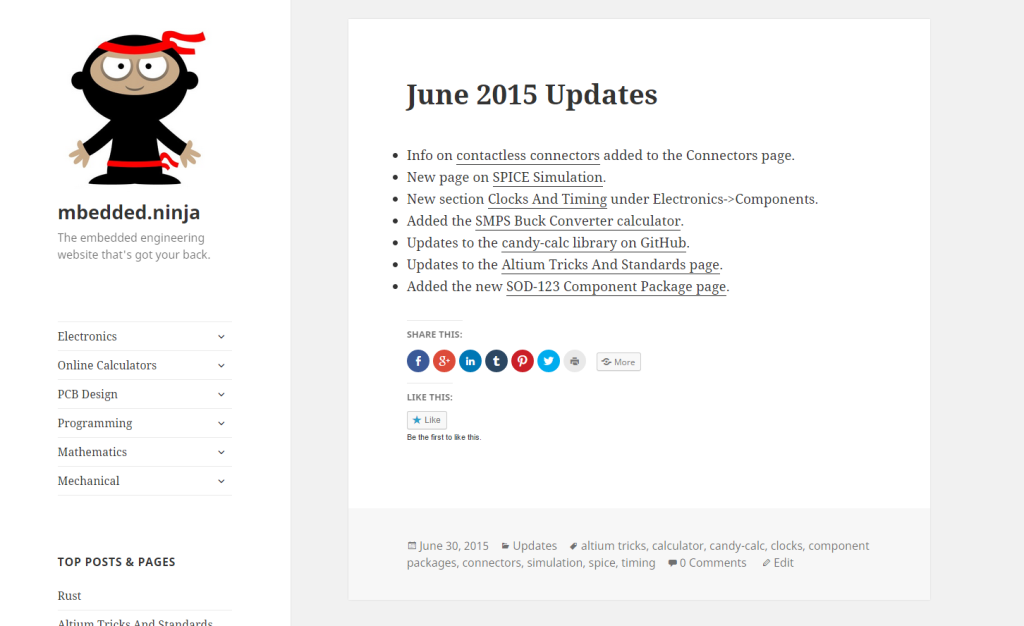 mbedded.ninja
The embedded engineering
website that's got your back.
Electronics
Online Calculators
PCB Design
Programming
Mathematics
Mechanical
TOP POSTS & PAGES
Rust
Altium Tricks And Standards
June 2015 Updates
Info on contactless connectors added to the Connectors page.
New page on SPICE Simulation.
New section Clocks And Timing under Electronics->Components.
Added the SMPS Buck Converter calculator.
Updates to the candy-calc library on GitHub.
Updates to the Altium Tricks And Standards page.
Added the new SOD-123 Component Package page.
SHARE THIS:
More
LIKE THIS:
Like
Be the first to like this.
June 30, 2015 Updates altium tricks, calculator, candy-calc, clocks, component
packages, connectors, simulation, spice, timing 0 Comments Edit